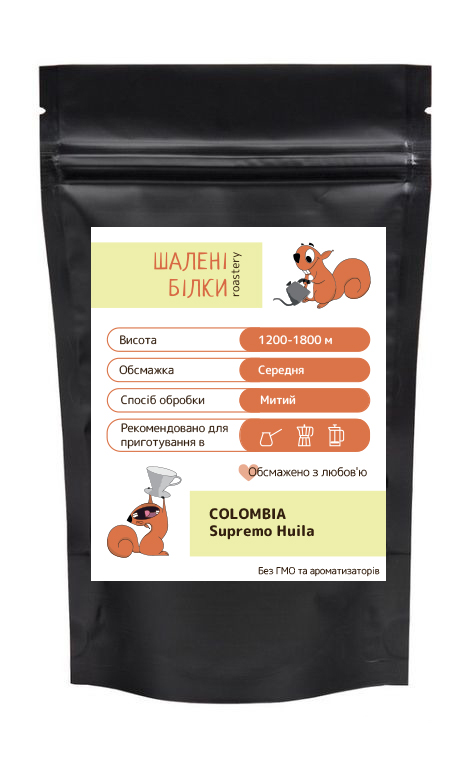 ШАЛЕНІ
БІЛКИ
roastery
Висота 1200-1800 м
Обсмажка Середня
Спосіб обробки Митий
Рекомендовано для
приготування в
Обсмажено з любов'ю
COLOMBIA
Supremo Huila
Без ГМО та ароматизаторів